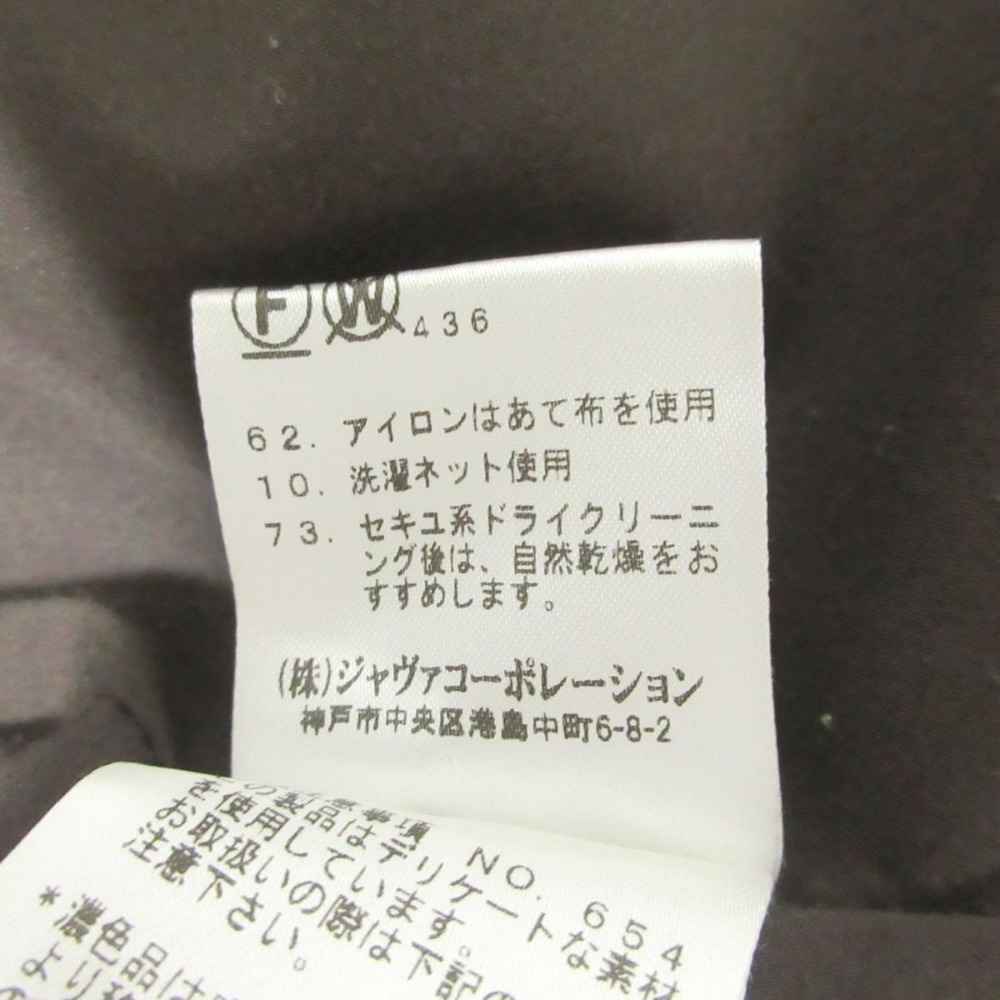 F W 436
62. アイロンはあて布を使用
10. 洗濯ネット使用
73. セキユ系ドライクリーニ
ング後は、自然乾燥をお
すすめします。
(株)ジャヴァコーポレーション
神戸市中央区港島中町6-8-2
事項 NO. 654
の製品はデリケートな素材
を使用しています。
お取扱いの際は下記の
注意下さい。
*濃色品は
より